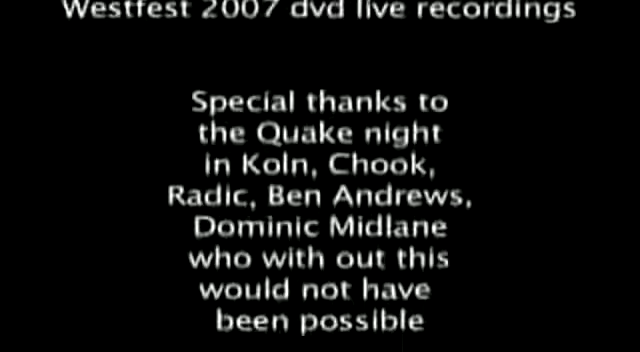 Westfest 2007 dvd live recordings
Special thanks to
the Quake night
in Koln, Chook,
Radic, Ben Andrews,
Dominic Midlane
who with out this
would not have
been possible